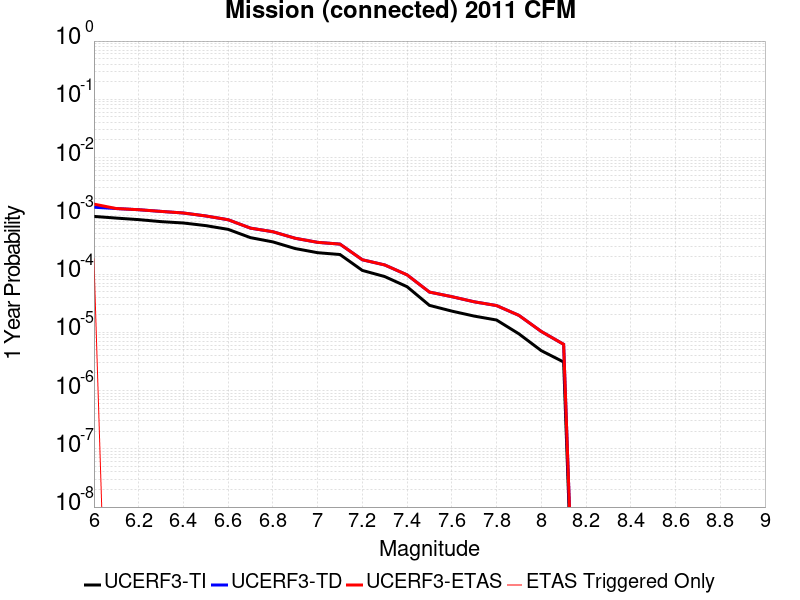 Mission (connected) 2011 CFM
10 0
10 -1
10 -2
10 -3
10 -4
10 -5
10 -6
10 -7
10 -8
1 Year Probability
6 6.2 6.4 6.6 6.8 7 7.2 7.4 7.6 7.8 8 8.2 8.4 8.6 8.8 9
Magnitude
UCERF3-TI UCERF3-TD UCERF3-ETAS ETAS Triggered Only